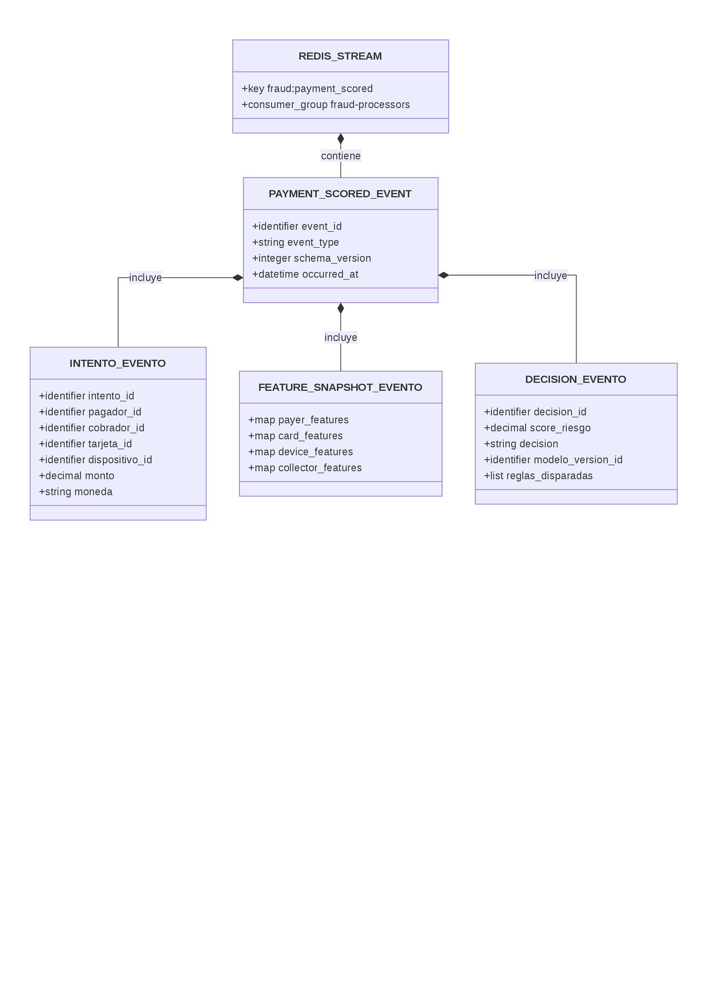 REDIS_STREAM
+key fraud:payment_scored
+consumer_group fraud-processors
contiene
PAYMENT_SCORED_EVENT
+identifier event_id
+string event_type
+integer schema_version
+datetime occurred_at
incluye
incluye
incluye
INTENTO_EVENTO
+identifier intento_id
+identifier pagador_id
+identifier cobrador_id
+identifier tarjeta_id
+identifier dispositivo_id
+decimal monto
+string moneda
FEATURE_SNAPSHOT_EVENTO
+map payer_features
+map card_features
+map device_features
+map collector_features
DECISION_EVENTO
+identifier decision_id
+decimal score_riesgo
+string decision
+identifier modelo_version_id
+list reglas_disparadas